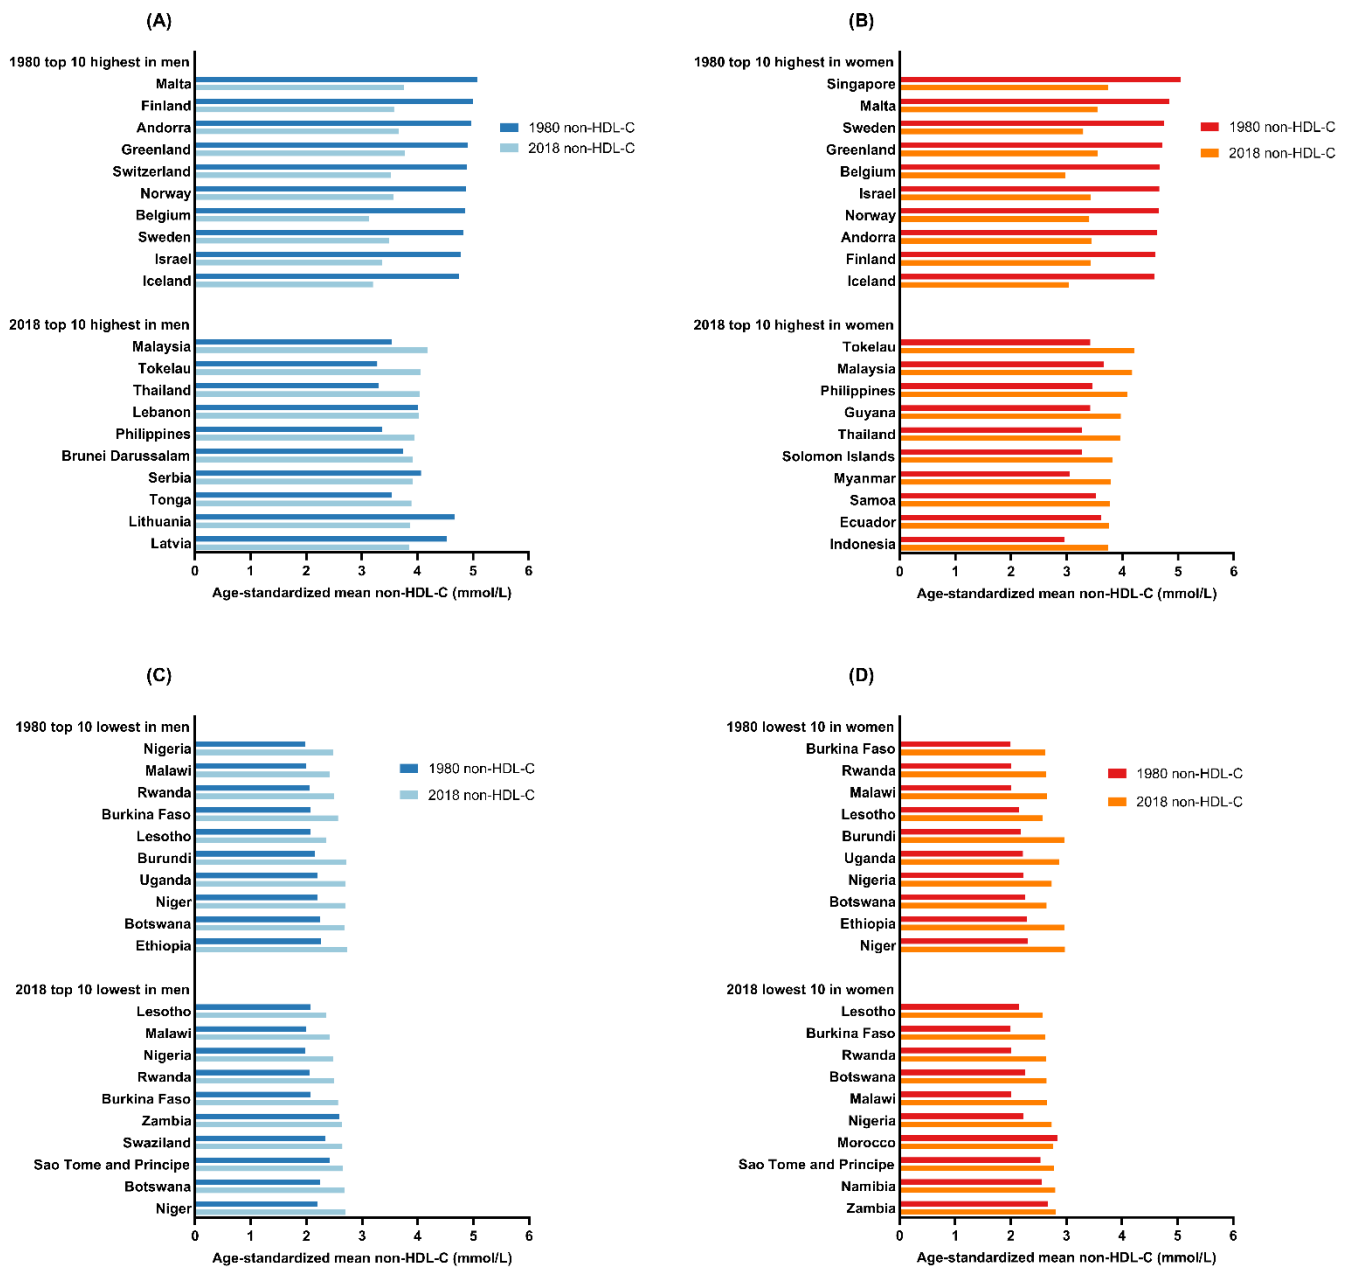 (A)
1980 top 10 highest in men
Malta
Finland
Andorra
Greenland
Switzerland
Norway
Belgium
Sweden
Israel
Iceland
1980 non-HDL-C
2018 non-HDL-C
2018 top 10 highest in men
Malaysia
Tokelau
Thailand
Lebanon
Philippines
Brunei Darussalam
Serbia
Tonga
Lithuania
Latvia
0 1 2 3 4 5 6
Age-standardized mean non-HDL-C (mmol/L)
(B)
1980 top 10 highest in women
Singapore
Malta
Sweden
Greenland
Belgium
Israel
Norway
Andorra
Finland
Iceland
1980 non-HDL-C
2018 non-HDL-C
2018 top 10 highest in women
Tokelau
Malaysia
Philippines
Guyana
Thailand
Solomon Islands
Myanmar
Samoa
Ecuador
Indonesia
0 1 2 3 4 5 6
Age-standardized mean non-HDL-C (mmol/L)
(C)
1980 top 10 lowest in men
Nigeria
Malawi
Rwanda
Burkina Faso
Lesotho
Burundi
Uganda
Niger
Botswana
Ethiopia
1980 non-HDL-C
2018 non-HDL-C
2018 top 10 lowest in men
Lesotho
Malawi
Nigeria
Rwanda
Burkina Faso
Zambia
Swaziland
Sao Tome and Principe
Botswana
Niger
0 1 2 3 4 5 6
Age-standardized mean non-HDL-C (mmol/L)
(D)
1980 lowest 10 in women
Burkina Faso
Rwanda
Malawi
Lesotho
Burundi
Uganda
Nigeria
Botswana
Ethiopia
Niger
1980 non-HDL-C
2018 non-HDL-C
2018 lowest 10 in women
Lesotho
Burkina Faso
Rwanda
Botswana
Malawi
Nigeria
Morocco
Sao Tome and Principe
Namibia
Zambia
0 1 2 3 4 5 6
Age-standardized mean non-HDL-C (mmol/L)